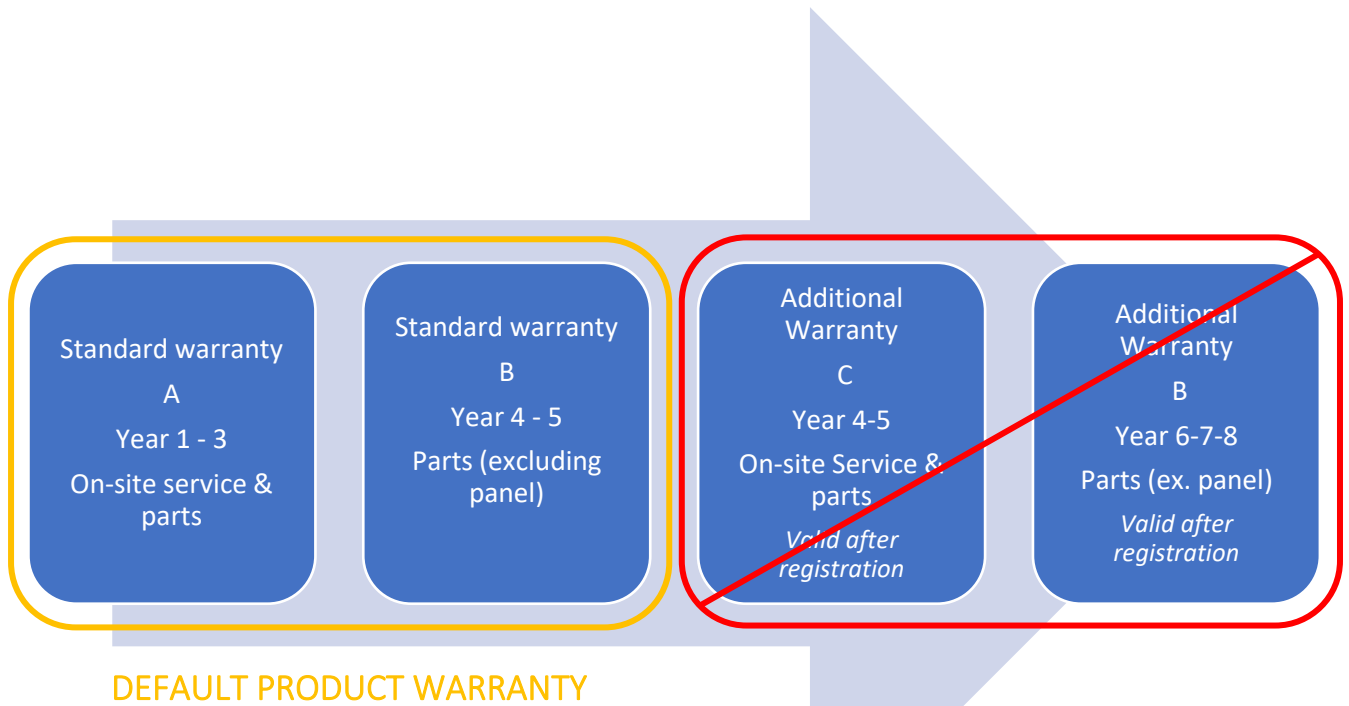 Standard warranty
A
Year 1 - 3
On-site service &
parts
Standard warranty
B
Year 4 - 5
Parts (excluding
panel)
Additional
Warranty
C
Year 4-5
On-site Service &
parts
Valid after
registration
Additional
Warranty
B
Year 6-7-8
Parts (ex. panel)
Valid after
registration
DEFAULT PRODUCT WARRANTY